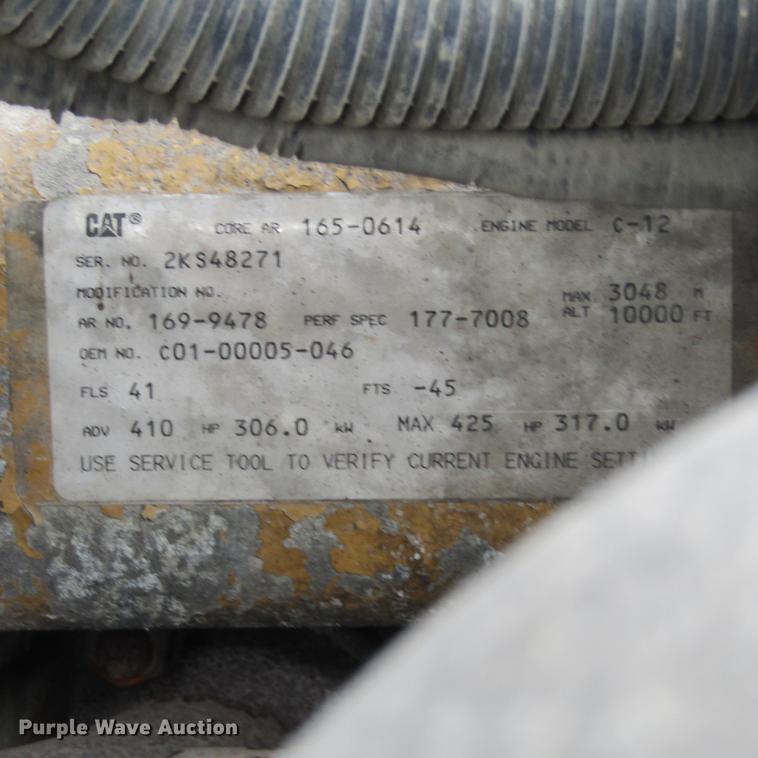 CAT® CORE AR 165-0614 ENGINE MODEL C-12
SER. NO. 2KS48271
MODIFICATION NO.
AR NO. 169-9478 PERF SPEC 177-7008 MAX ALT 3048 M 10000 FT
OEM NO. C01-00005-046
FLS 41 FTS -45
ADV 410 HP 306.0 kW MAX 425 HP 317.0 kW
USE SERVICE TOOL TO VERIFY CURRENT ENGINE
Purple Wave Auction